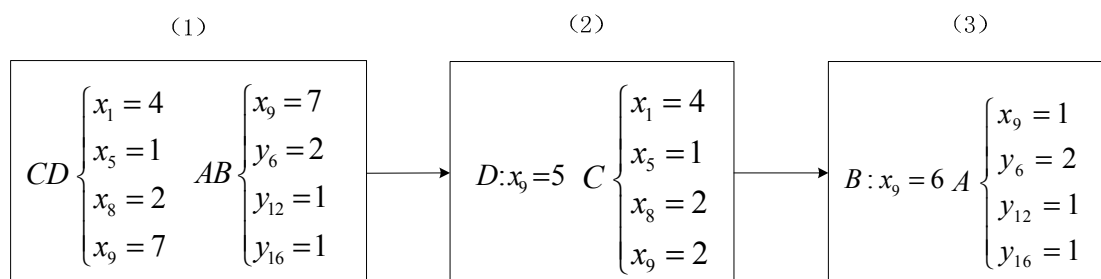 （1） （2） （3）
CD { x₁ = 4 AB { x₉ = 7 D:x₉ =5 C { x₁ = 4 B : x₉ = 6 A { x₉ = 1
x₅ = 1 y₆ = 2 x₅ = 1 y₆ = 2
x₈ = 2 y₁₂ = 1 x₈ = 2 y₁₂ = 1
x₉ = 7 y₁₆ = 1 x₉ = 2 y₁₆ = 1